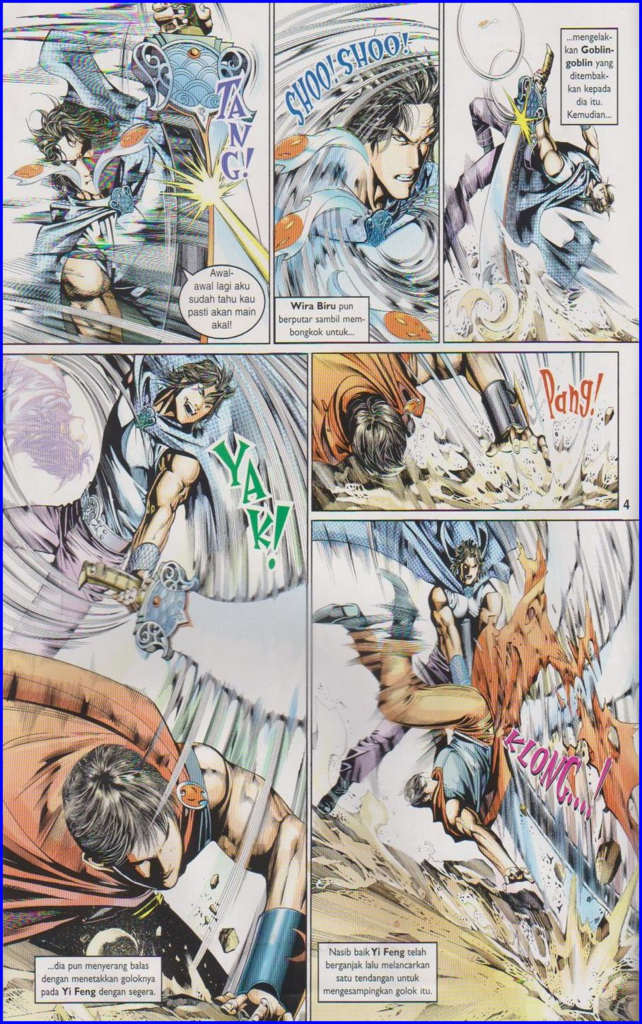 TANG!
Awal-
awal lagi aku
sudah tahu kau
pasti akan main
akal!
SHOO! SHOO!
Wira Biru pun
berputar sambil mem-
bongkok untuk...
...mengelak-
kan Goblin-
goblin yang
ditembak-
kan kepada
dia itu.
Kemudian...
YAK!
...dia pun menyerang balas
dengan menetakkan goloknya
pada Yi Feng dengan segera.
Pang!
4
KLONG....!
Nasib baik Yi Feng telah
berganjak lalu melancarkan
satu tendangan untuk
mengesampingkan golok itu.